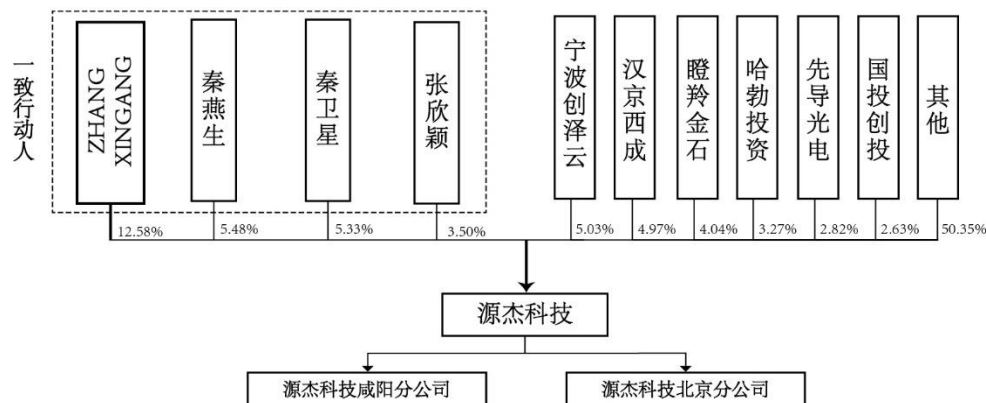 一致行动人
ZHANG
XINGANG
秦燕生
秦卫星
张欣颖
宁波创泽云
汉京西成
瞪羚金石
哈勃投资
先导光电
国投创投
其他
12.58%
5.48%
5.33%
3.50%
5.03%
4.97%
4.04%
3.27%
2.82%
2.63%
50.35%
源杰科技
源杰科技咸阳分公司
源杰科技北京分公司